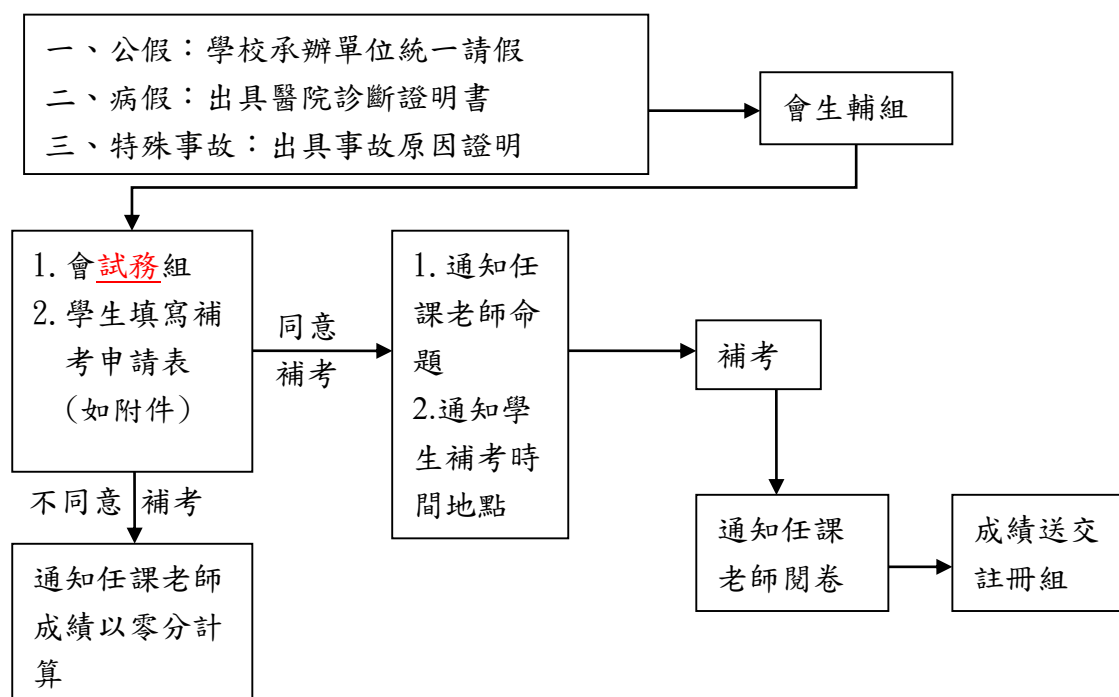 一、公假：學校承辦單位統一請假
二、病假：出具醫院診斷證明書
三、特殊事故：出具事故原因證明
會生輔組
1. 會試務組
2. 學生填寫補
考申請表
（如附件）
同意
補考
1. 通知任
課老師命
題
2.通知學
生補考時
間地點
補考
不同意 補考
通知任課老師
成績以零分計
算
通知任課
老師閱卷
成績送交
註冊組